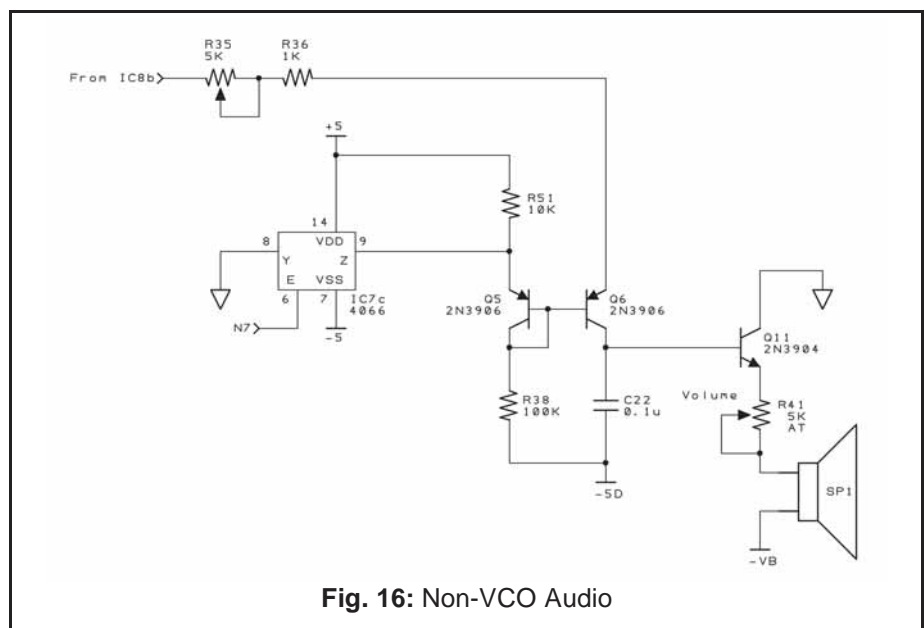 R35
5K
R36
1K
From IC8b
+5
R51
10K
14
8
VDD
9
Y
Z
E
VSS
6
7
IC7c
4066
N7
-5
Q5
2N3906
Q6
2N3906
Q11
2N3904
R38
100K
C22
0.1u
Volume
R41
5K
AT
SP1
-5D
-VB
Fig. 16: Non-VCO Audio